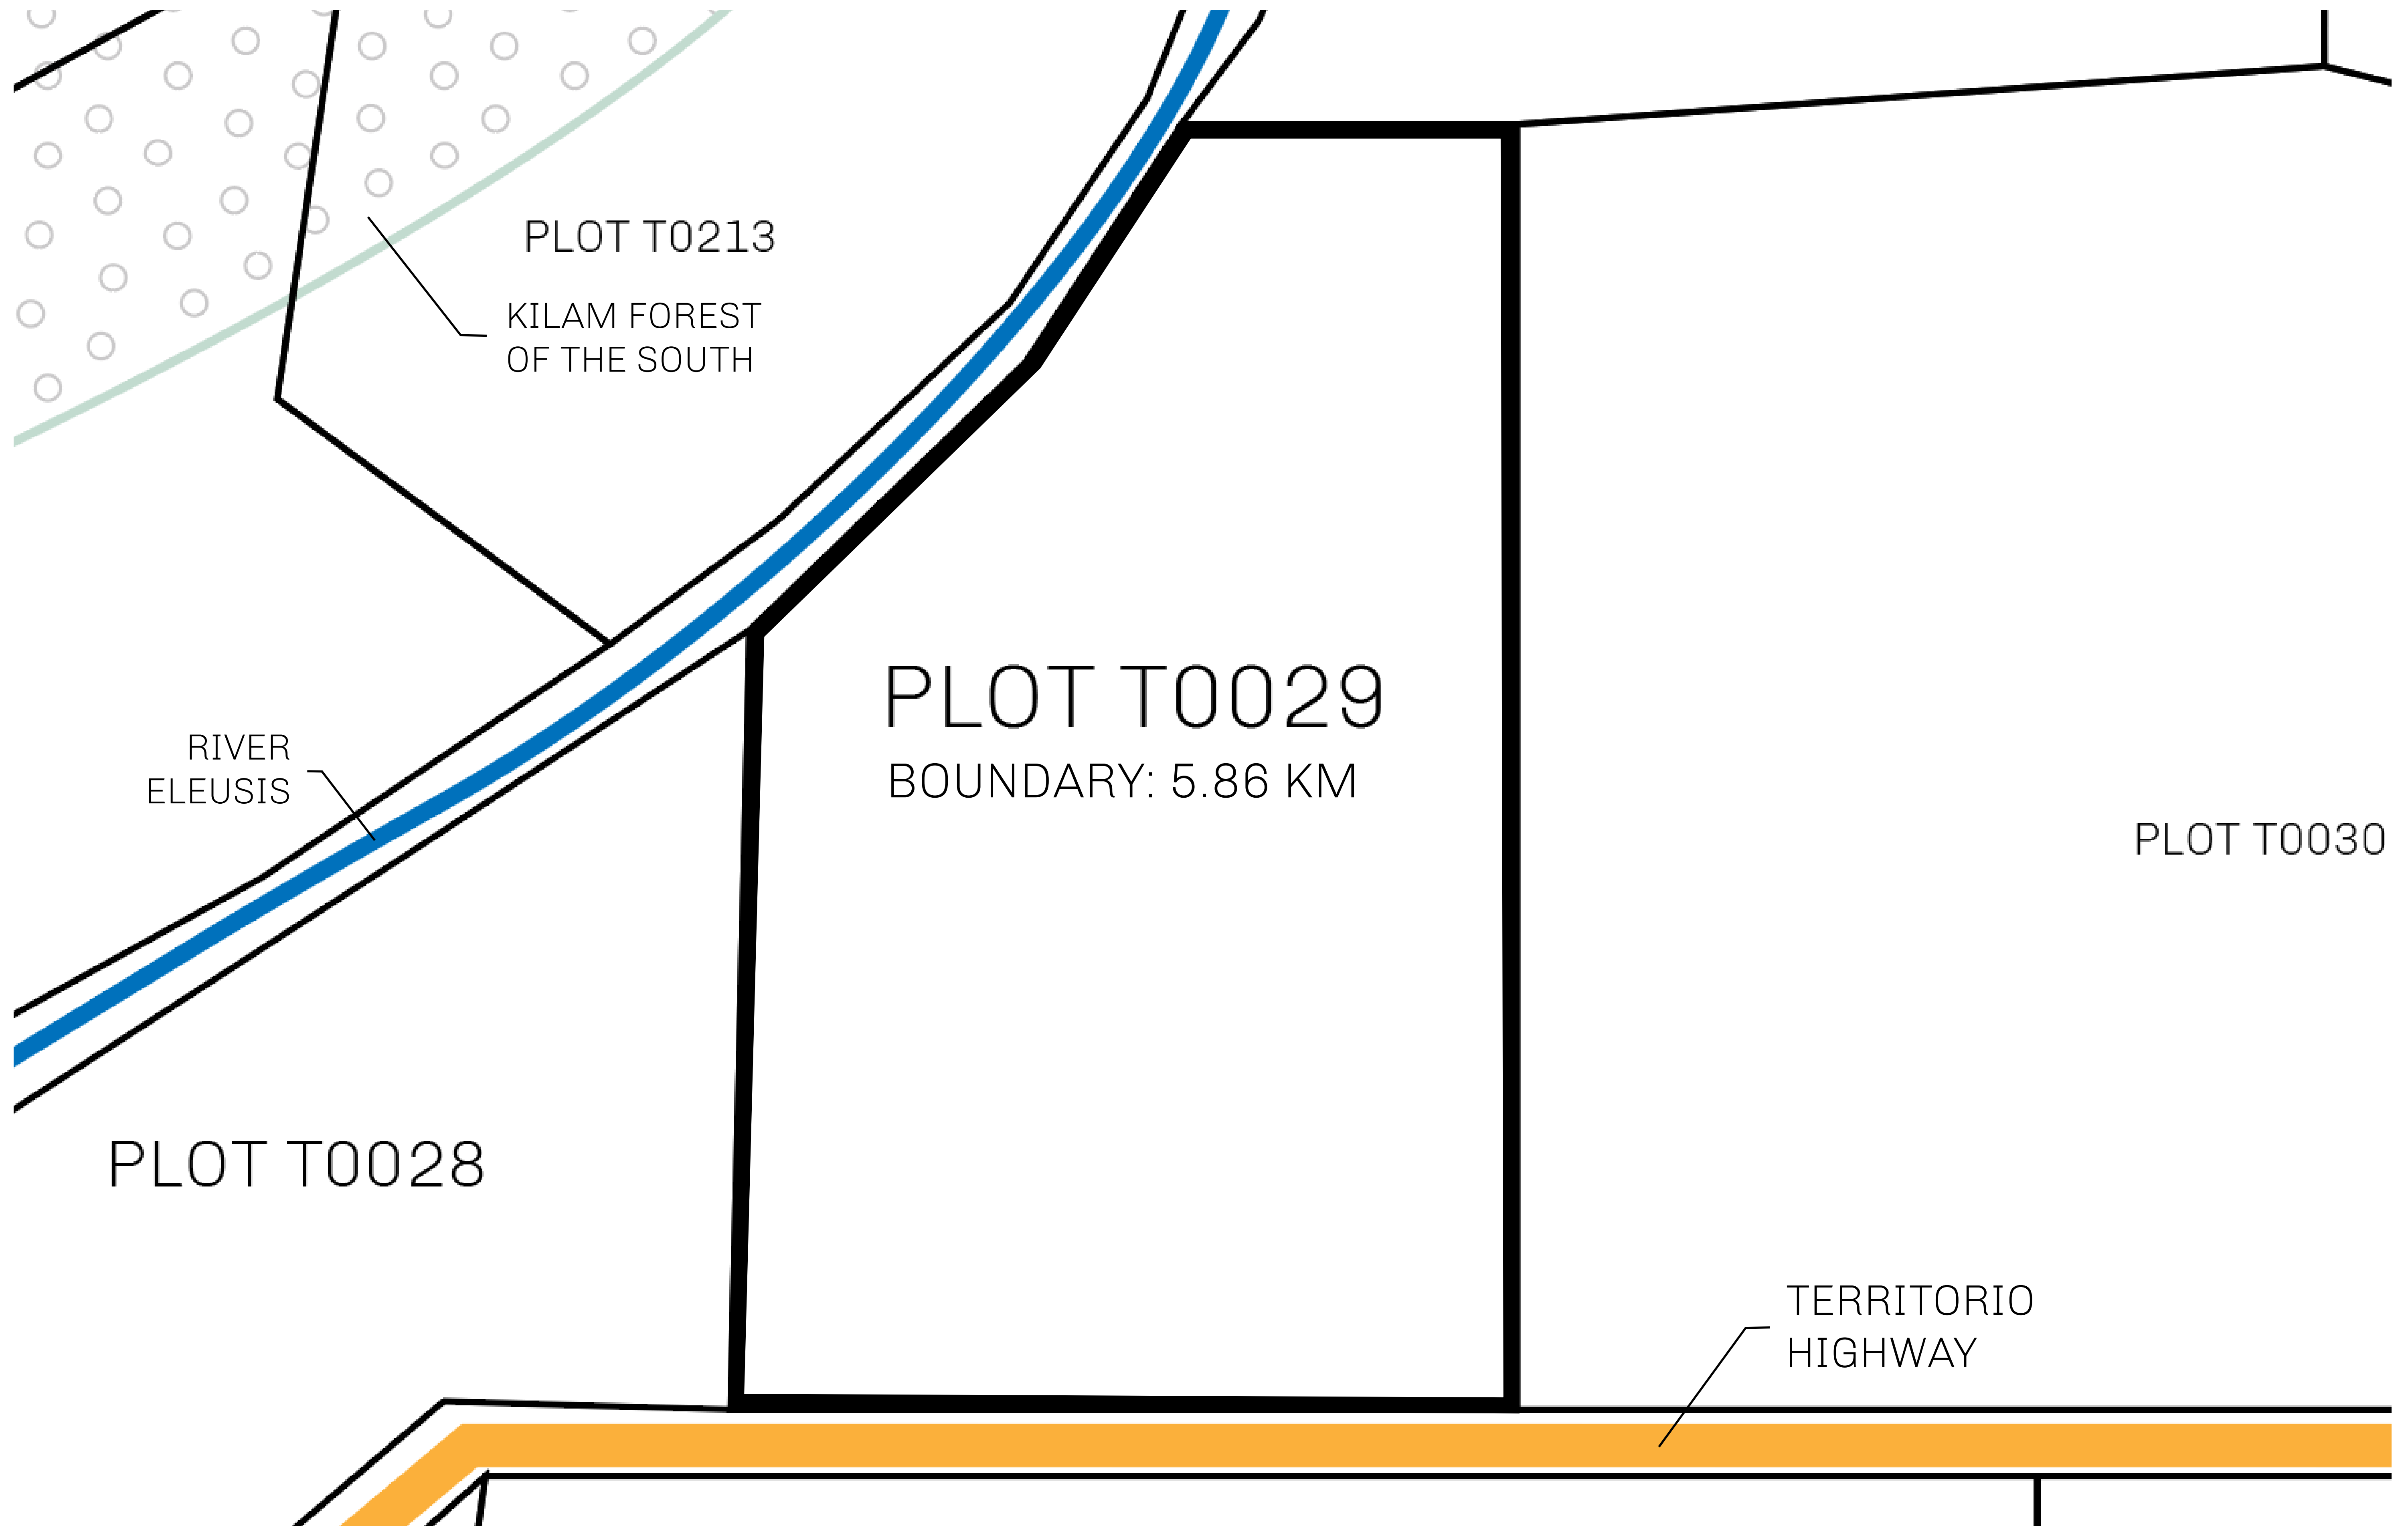 PLOT T0213
KILAM FOREST
OF THE SOUTH
PLOT T0029
BOUNDARY: 5.86 KM
RIVER
ELEUSIS
PLOT T0030
PLOT T0028
TERRITORIO
HIGHWAY